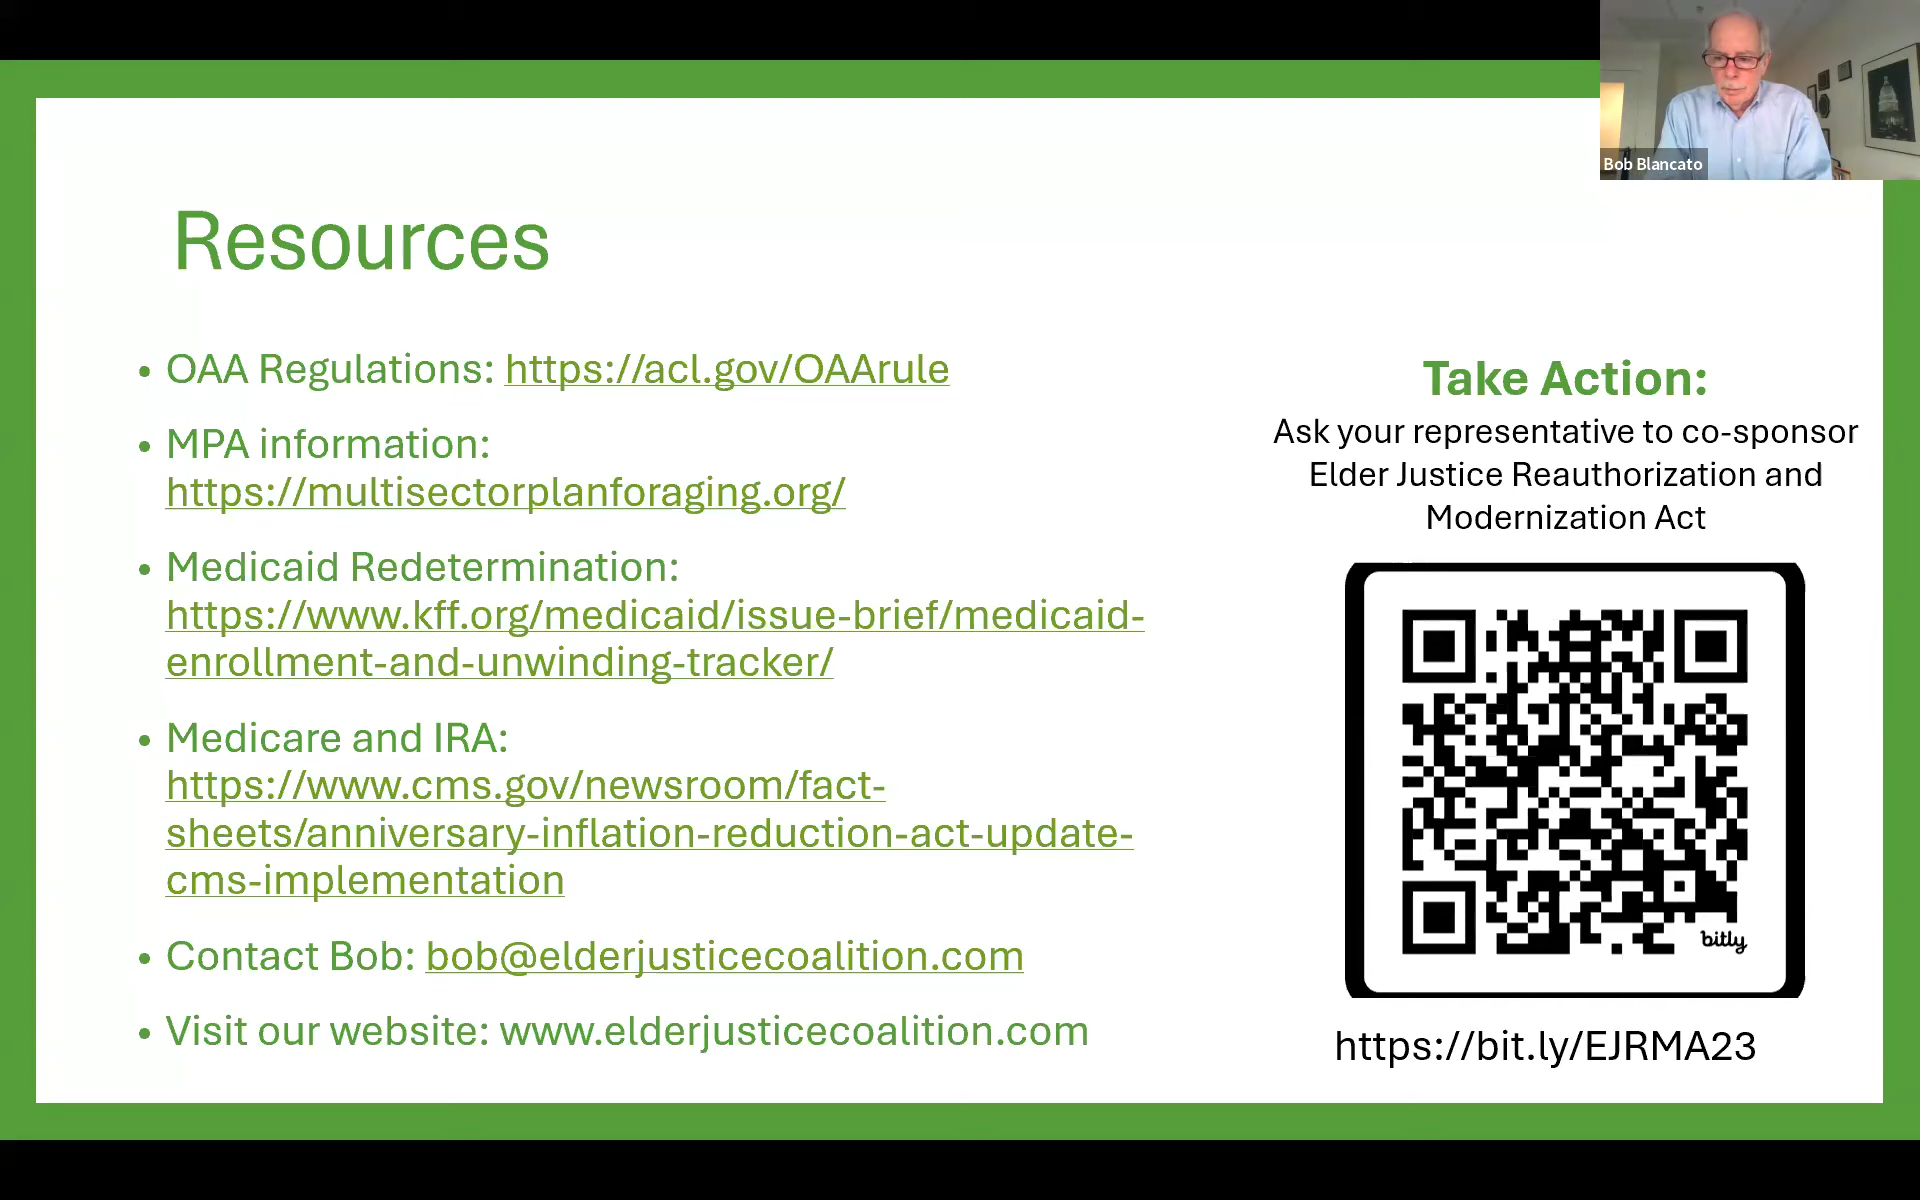 Bob Blancato
Resources
• OAA Regulations: https://acl.gov/OAArule
• MPA information:
https://multisectorplanforaging.org/
• Medicaid Redetermination:
https://www.kff.org/medicaid/issue-brief/medicaid-
enrollment-and-unwinding-tracker/
• Medicare and IRA:
https://www.cms.gov/newsroom/fact-
sheets/anniversary-inflation-reduction-act-update-
cms-implementation
• Contact Bob: bob@elderjusticecoalition.com
• Visit our website: www.elderjusticecoalition.com
Take Action:
Ask your representative to co-sponsor
Elder Justice Reauthorization and
Modernization Act
bitly
https://bit.ly/EJRMA23